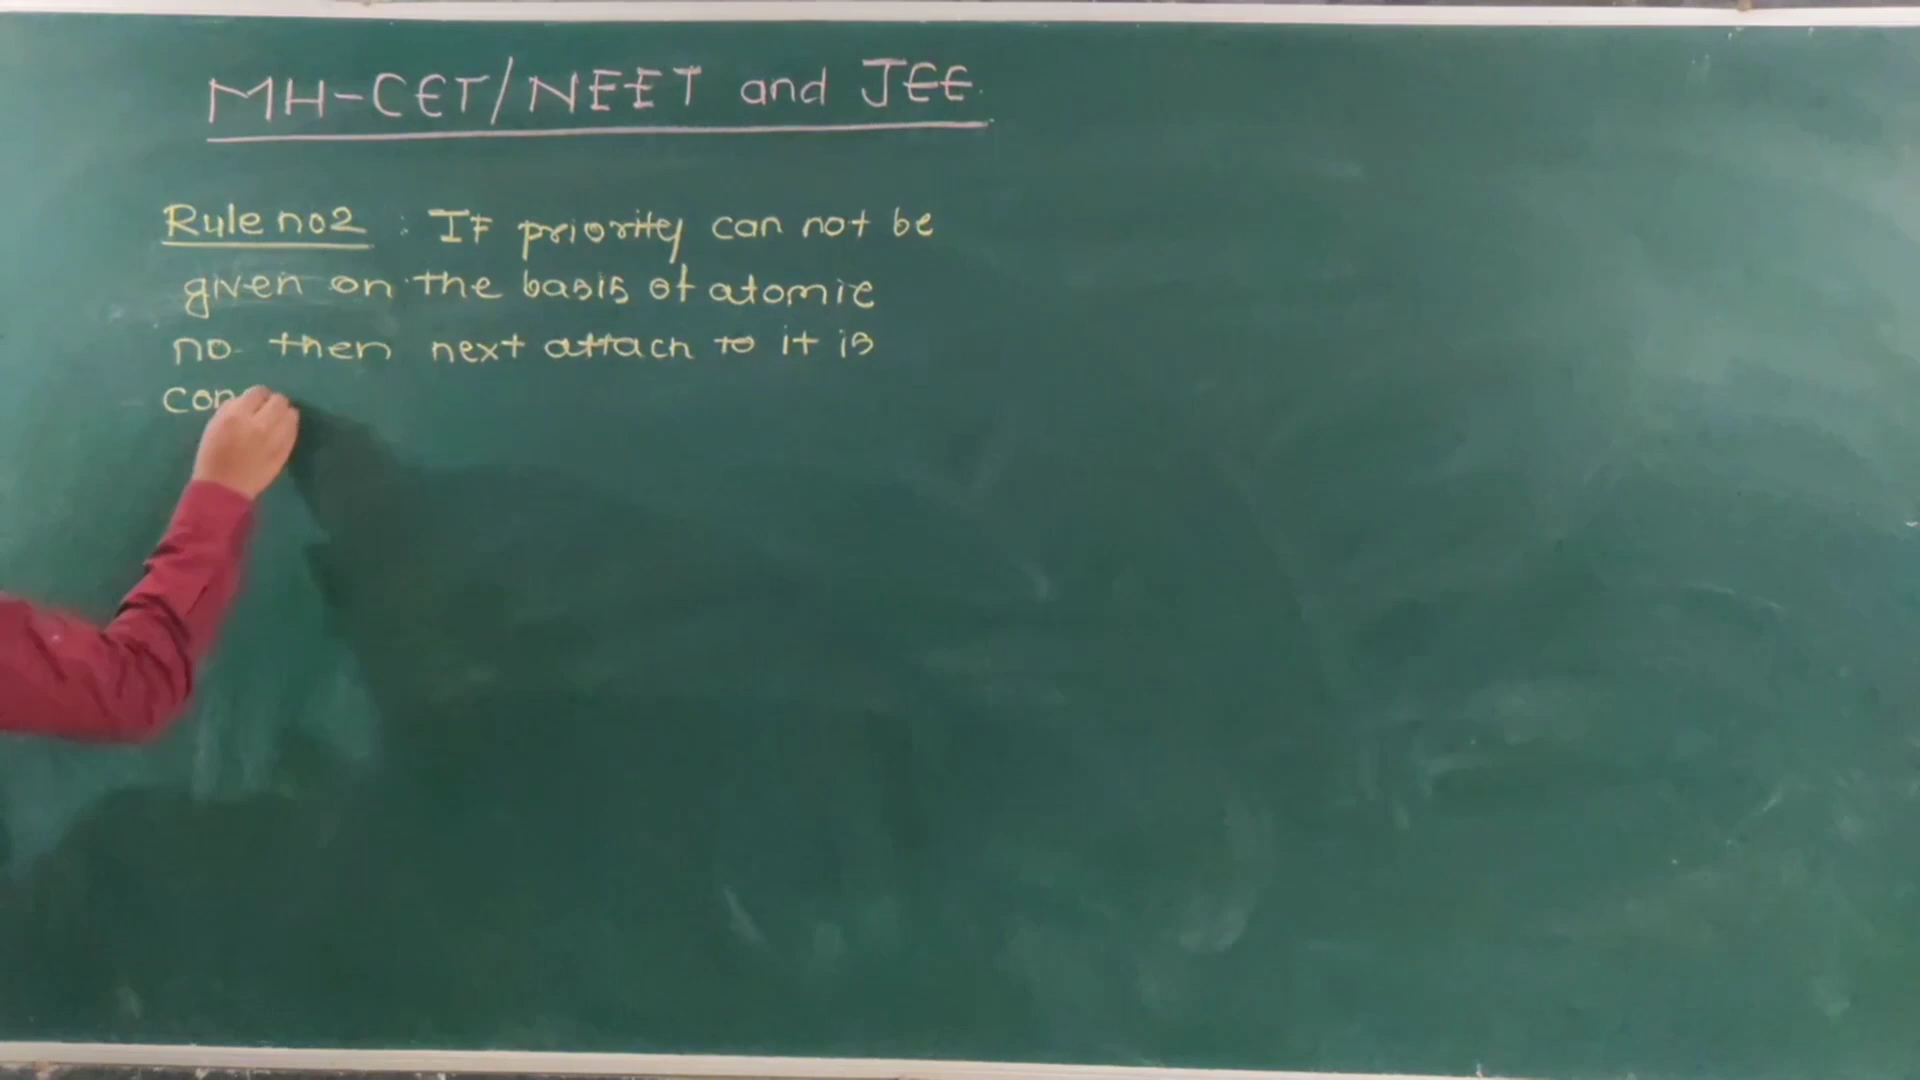 MH-CET/NEET and JEE.
Rule no2 : IF priority can not be
given on the basis of atomic
no. then next attach to it is